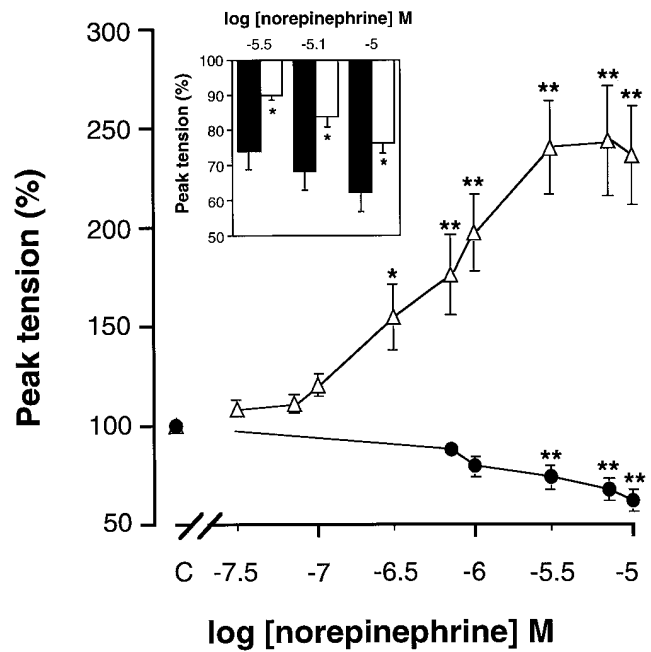 log [norepinephrine] M
-5.5 -5.1 -5
100
90
80
70
60
50
Peak tension (%)
* * *
300
250
200
150
100
50
Peak tension (%)
* ** ** ** ** **
** ** **
C -7.5 -7 -6.5 -6 -5.5 -5
log [norepinephrine] M